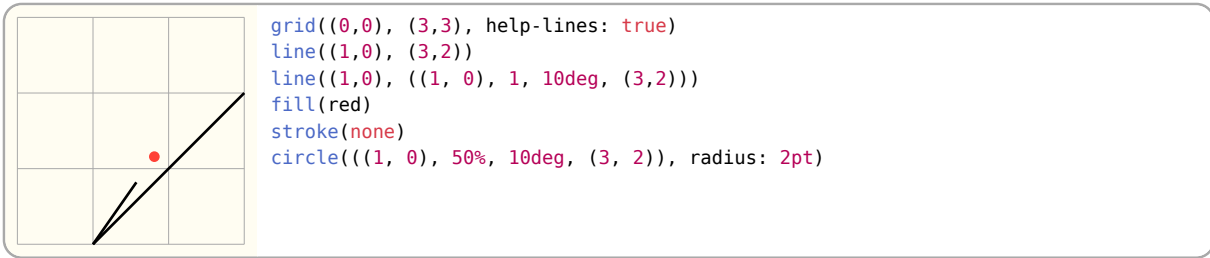 grid((0,0), (3,3), help-lines: true)
line((1,0), (3,2))
line((1,0), ((1, 0), 1, 10deg, (3,2)))
fill(red)
stroke(none)
circle(((1, 0), 50%, 10deg, (3, 2)), radius: 2pt)